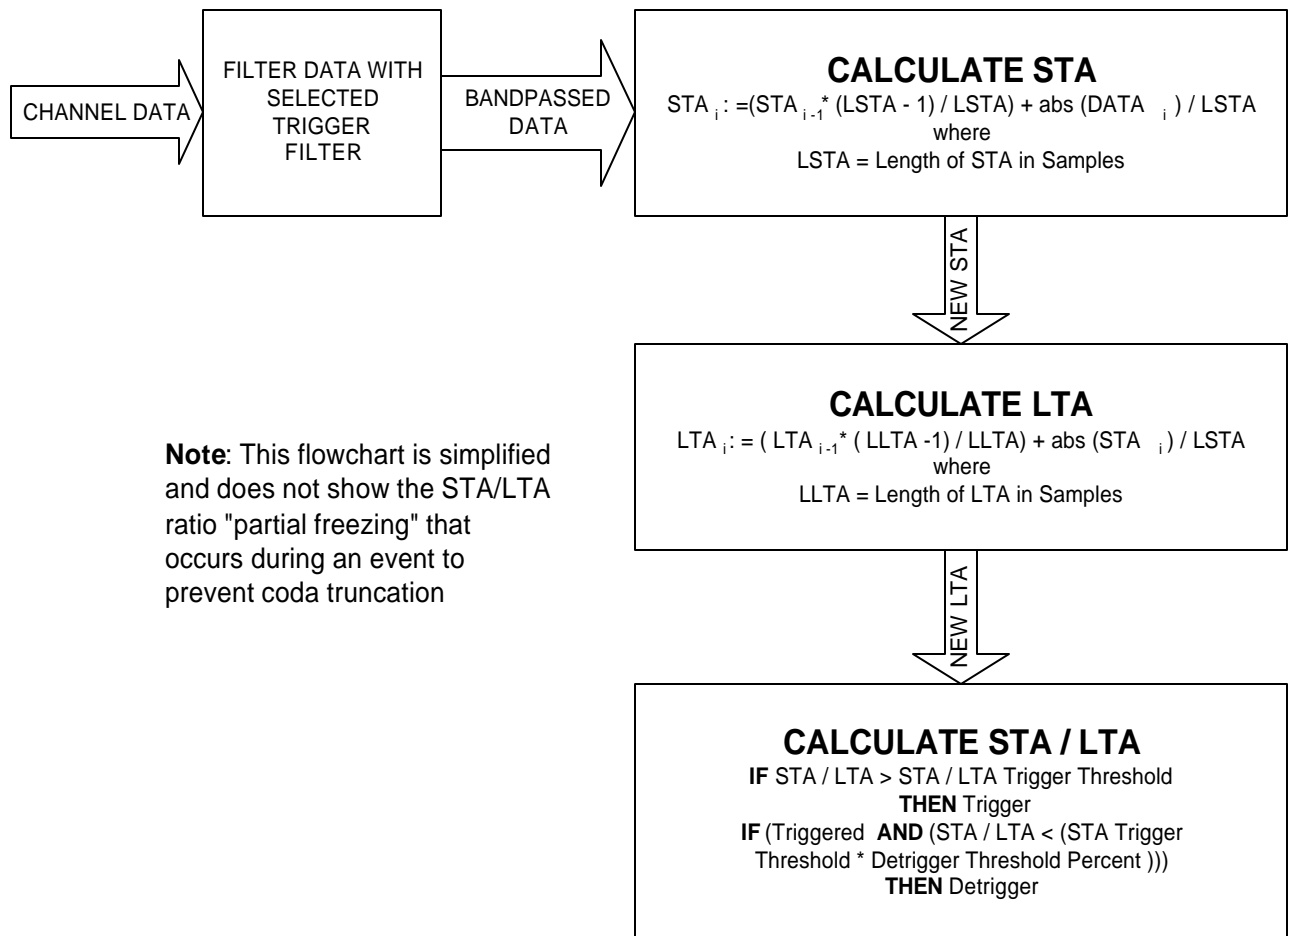 CHANNEL DATA
FILTER DATA WITH
SELECTED
TRIGGER
FILTER
BANDPASSED
DATA
CALCULATE STA
STA i : =(STA i -1* (LSTA - 1) / LSTA) + abs (DATA i ) / LSTA
where
LSTA = Length of STA in Samples
NEW STA
CALCULATE LTA
LTA i : = ( LTA i -1* ( LLTA -1) / LLTA) + abs (STA i ) / LSTA
where
LLTA = Length of LTA in Samples
Note: This flowchart is simplified
and does not show the STA/LTA
ratio "partial freezing" that
occurs during an event to
prevent coda truncation
NEW LTA
CALCULATE STA / LTA
IF STA / LTA > STA / LTA Trigger Threshold
THEN Trigger
IF (Triggered AND (STA / LTA < (STA Trigger
Threshold * Detrigger Threshold Percent )))
THEN Detrigger